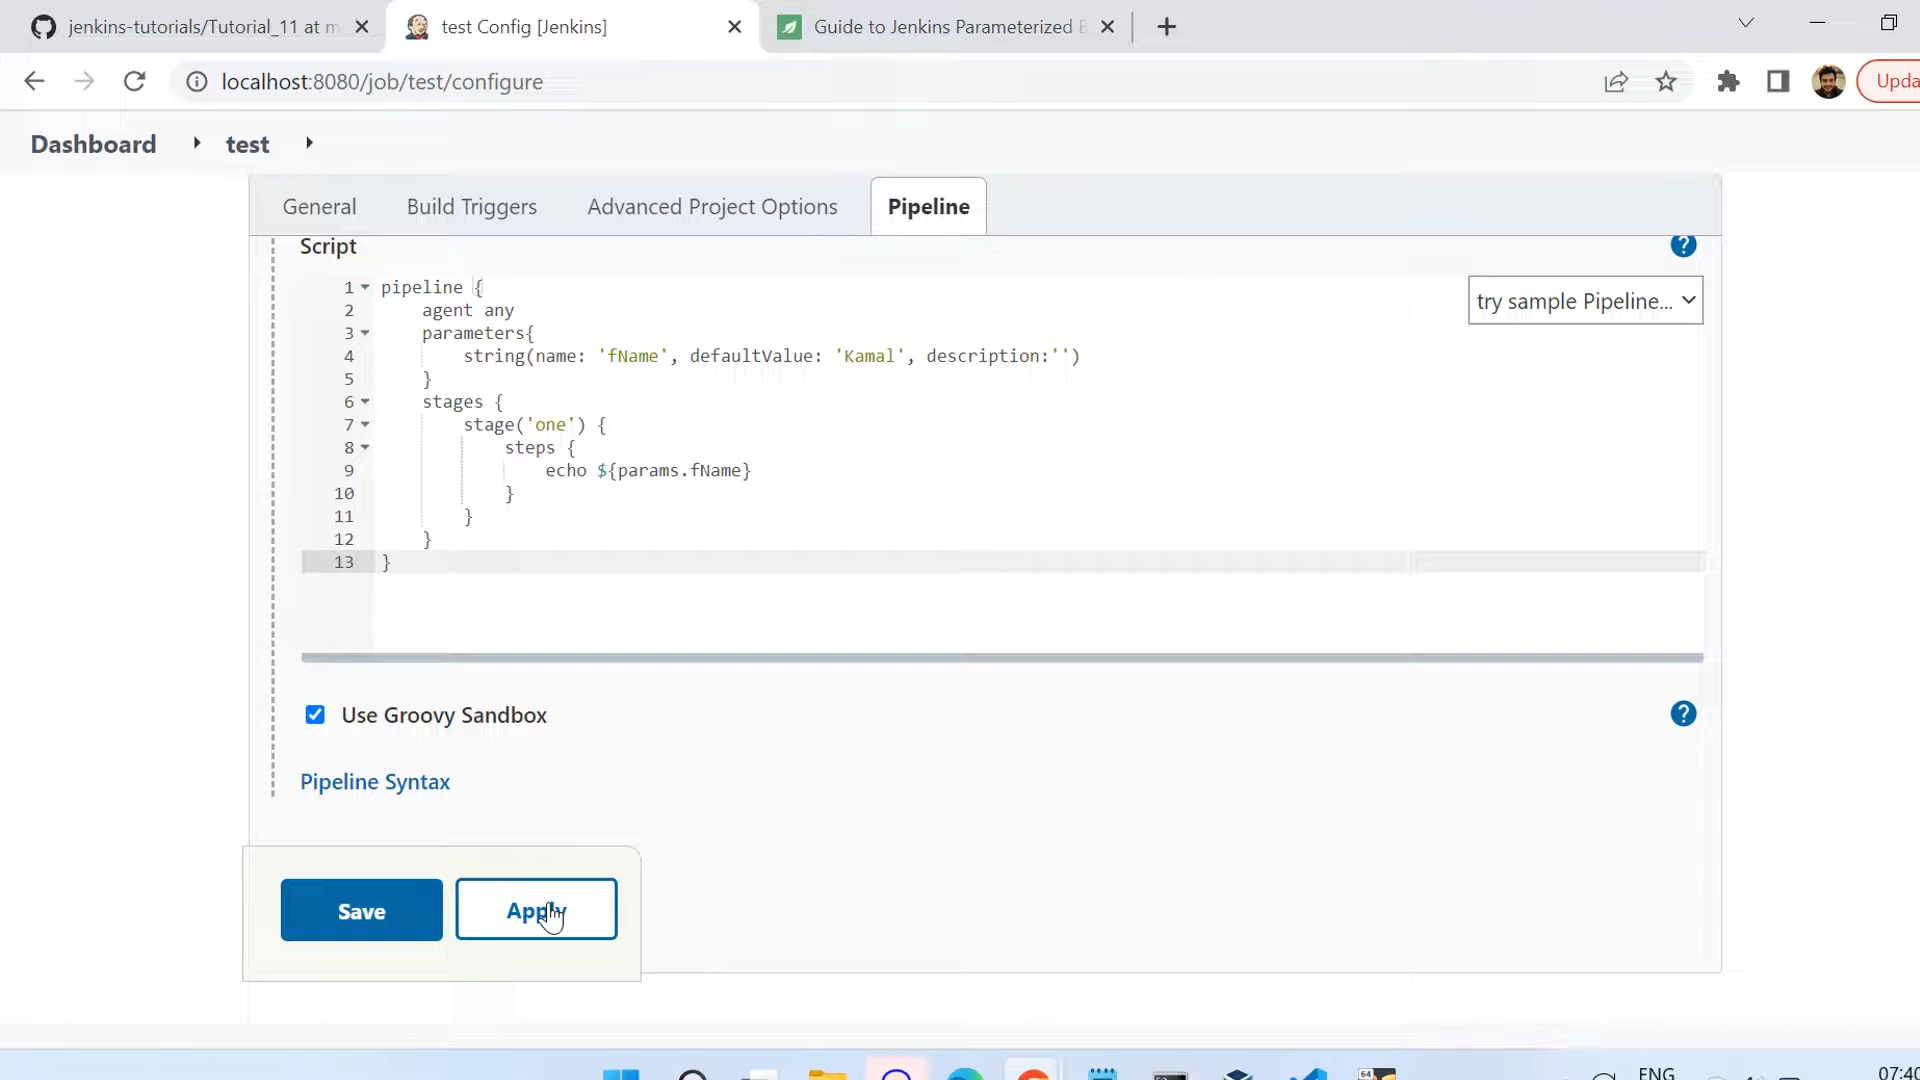 jenkins-tutorials/Tutorial_11 at m
test Config [Jenkins]
Guide to Jenkins Parameterized B
localhost:8080/job/test/configure
Upda
Dashboard
test
General
Build Triggers
Advanced Project Options
Pipeline
Script
?
try sample Pipeline...
1 pipeline {
2     agent any
3     parameters{
4         string(name: 'fName', defaultValue: 'Kamal', description:'')
5     }
6     stages {
7         stage('one') {
8             steps {
9                 echo ${params.fName}
10             }
11         }
12     }
13 }
Use Groovy Sandbox
?
Pipeline Syntax
Save
Apply
64
ENG
07:40